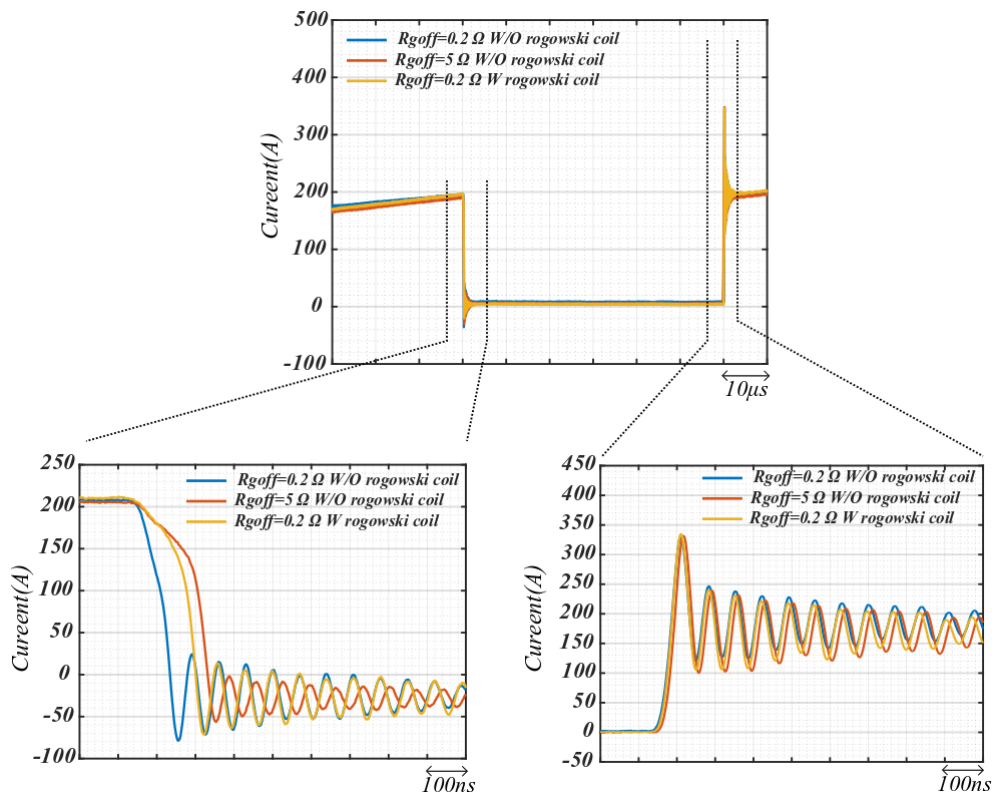 500
400
300
200
100
0
-100
Cureent(A)
Rgoff=0.2 Ω W/O rogowski coil
Rgoff=5 Ω W/O rogowski coil
Rgoff=0.2 Ω W rogowski coil
10μs
250
200
150
100
50
0
-50
-100
Cureent(A)
Rgoff=0.2 Ω W/O rogowski coil
Rgoff=5 Ω W/O rogowski coil
Rgoff=0.2 Ω W rogowski coil
100ns
450
400
350
300
250
200
150
100
50
0
-50
Cureent(A)
Rgoff=0.2 Ω W/O rogowski coil
Rgoff=5 Ω W/O rogowski coil
Rgoff=0.2 Ω W rogowski coil
100ns